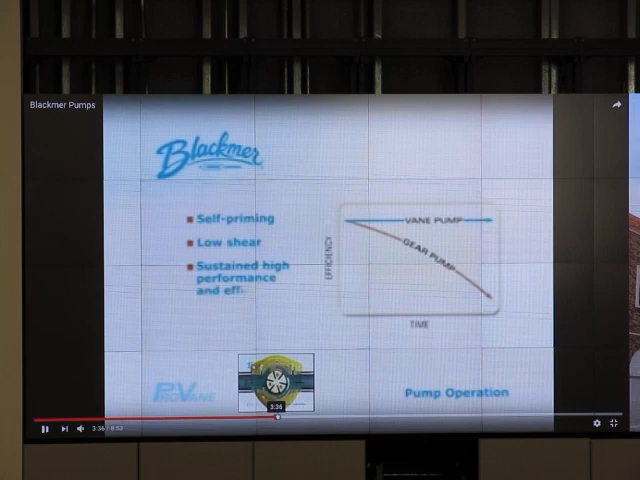 Blackmer Pumps
Blackmer
Self-priming
Low shear
Sustained high
performance
and eff
VANE PUMP
GEAR PUMP
EFFICIENCY
TIME
PV
PROVANE
Pump Operation
3:36
3:36 / 8:53